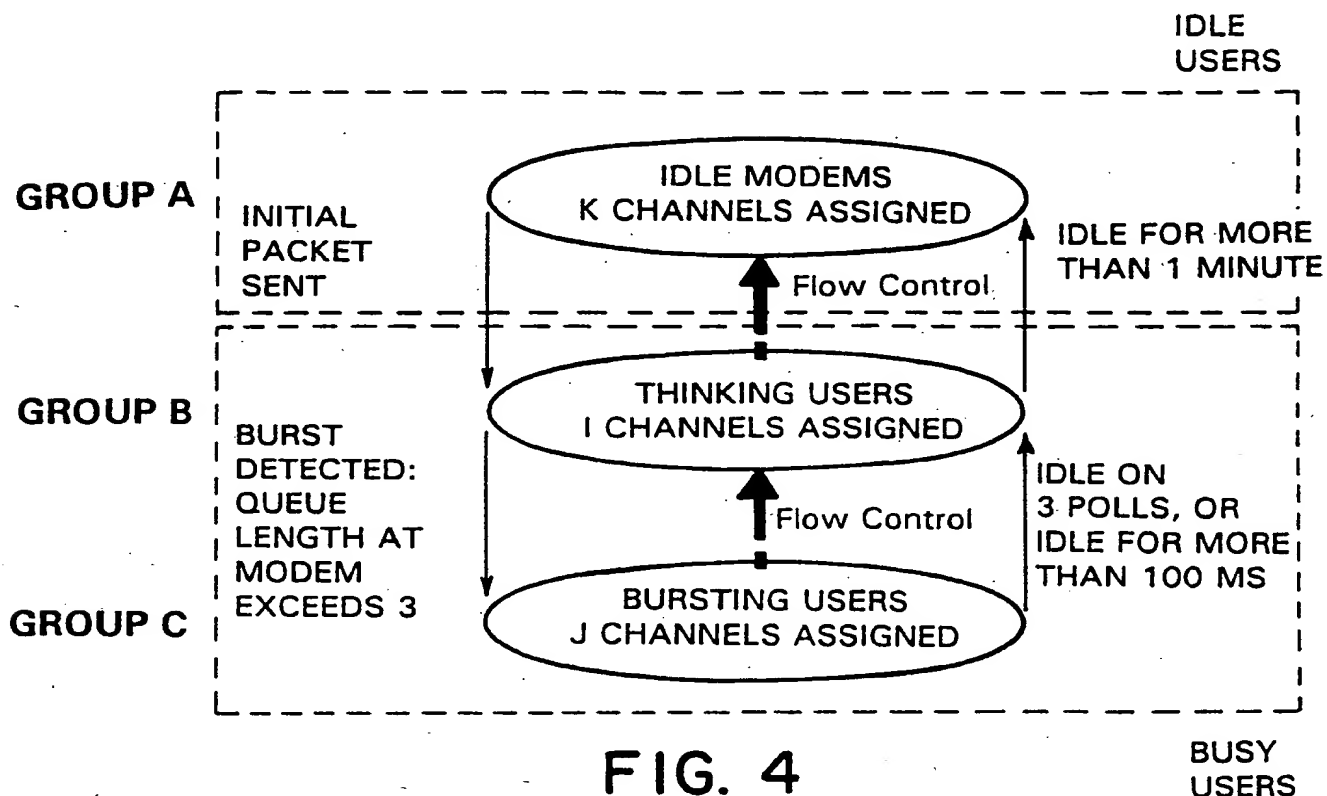 IDLE
USERS
GROUP A
IDLE MODEMS
K CHANNELS ASSIGNED
INITIAL
PACKET
SENT
IDLE FOR MORE
THAN 1 MINUTE
Flow Control
GROUP B
THINKING USERS
I CHANNELS ASSIGNED
BURST
DETECTED:
QUEUE
LENGTH AT
MODEM
EXCEEDS 3
Flow Control
IDLE ON
3 POLLS, OR
IDLE FOR MORE
THAN 100 MS
GROUP C
BURSTING USERS
J CHANNELS ASSIGNED
FIG. 4
BUSY
USERS